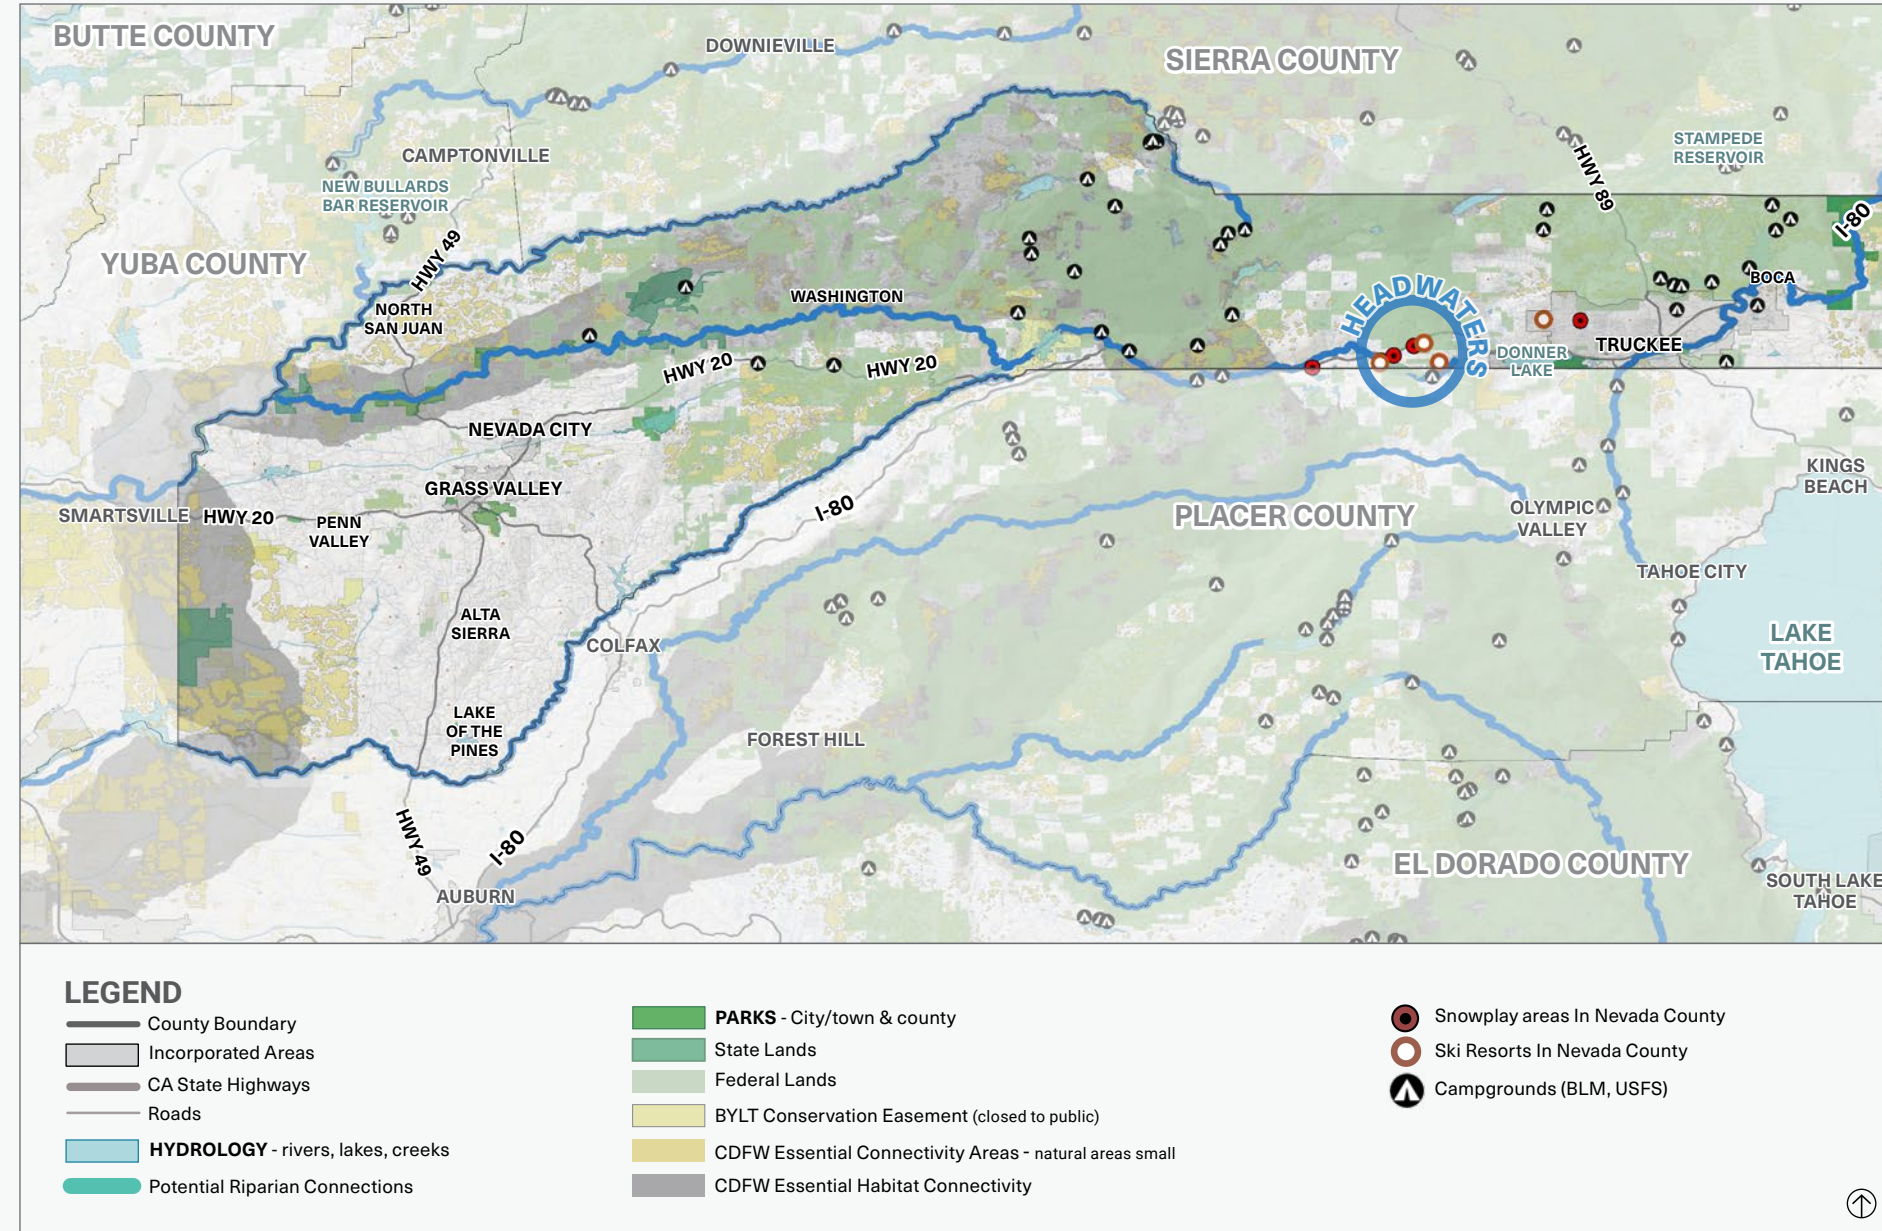 BUTTE COUNTY
DOWNIEVILLE
SIERRA COUNTY
CAMPTONVILLE
NEW BULLARDS
BAR RESERVOIR
STAMPEDE
RESERVOIR
HWY 89
I-80
YUBA COUNTY
HWY 49
NORTH
SAN JUAN
WASHINGTON
BOCA
HEADWATERS
HWY 20
HWY 20
DONNER
LAKE
TRUCKEE
NEVADA CITY
GRASS VALLEY
SMARTSVILLE
HWY 20
PENN
VALLEY
I-80
PLACER COUNTY
OLYMPIC
VALLEY
KINGS
BEACH
TAHOE CITY
ALTA
SIERRA
COLFAX
LAKE
TAHOE
LAKE
OF THE
PINES
FOREST HILL
HWY 49
I-80
AUBURN
EL DORADO COUNTY
SOUTH LAKE
TAHOE
LEGEND
County Boundary
Incorporated Areas
CA State Highways
Roads
HYDROLOGY - rivers, lakes, creeks
Potential Riparian Connections
PARKS - City/town & county
State Lands
Federal Lands
BYLT Conservation Easement (closed to public)
CDFW Essential Connectivity Areas - natural areas small
CDFW Essential Habitat Connectivity
Snowplay areas In Nevada County
Ski Resorts In Nevada County
Campgrounds (BLM, USFS)